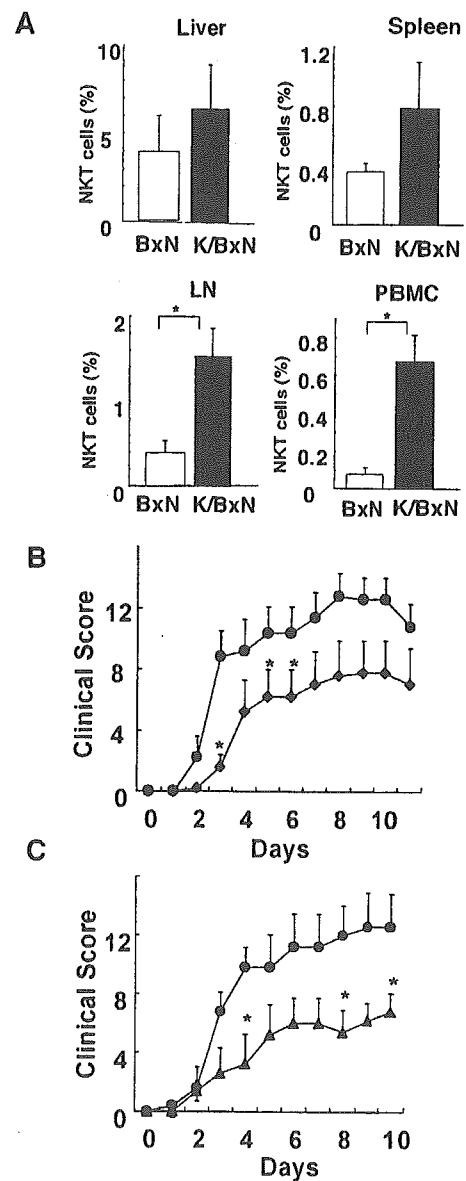 A
Liver
Spleen
NKT cells (%)
10
5
0
BxN K/BxN
NKT cells (%)
1.2
0.8
0.4
0
BxN K/BxN
LN
PBMC
NKT cells (%)
2
1
0
*
BxN K/BxN
NKT cells (%)
0.8
0.6
0.4
0.2
0
*
BxN K/BxN
B
Clinical Score
12
8
4
0
* * *
0 2 4 6 8 10
Days
C
Clinical Score
12
8
4
0
* * *
0 2 4 6 8 10
Days